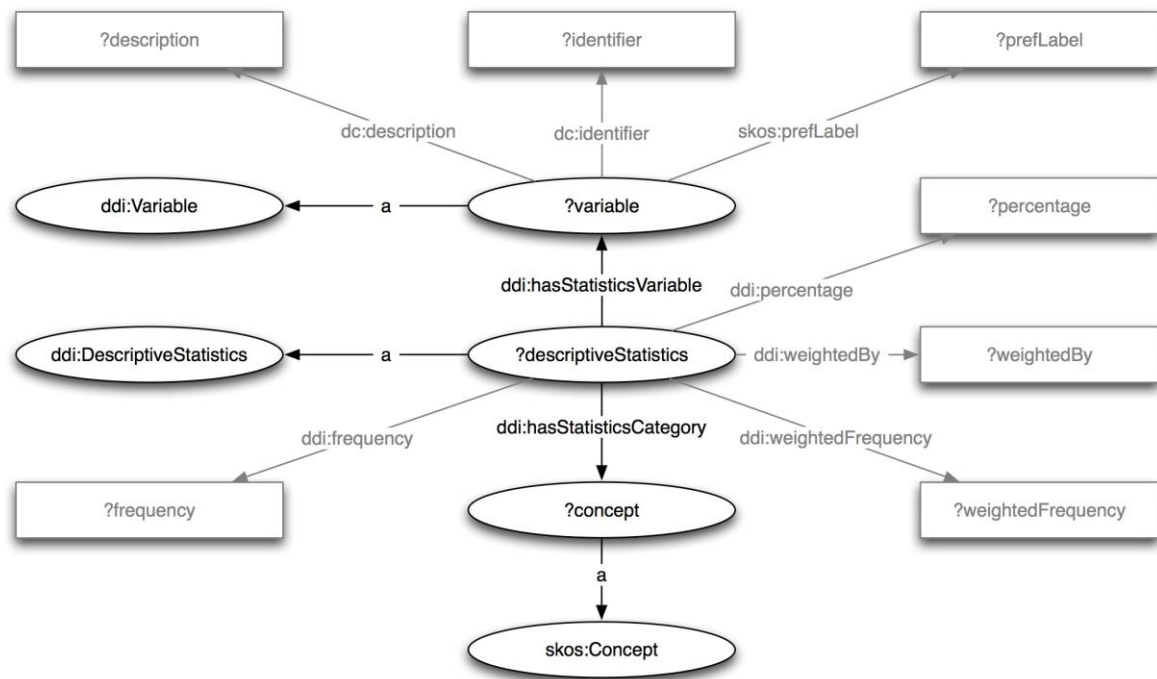 ?description
?identifier
?prefLabel
dc:description
dc:identifier
skos:prefLabel
ddi:Variable
a
?variable
?percentage
ddi:hasStatisticsVariable
ddi:percentage
ddi:DescriptiveStatistics
a
?descriptiveStatistics
ddi:weightedBy
?weightedBy
ddi:frequency
ddi:hasStatisticsCategory
ddi:weightedFrequency
?frequency
?concept
?weightedFrequency
a
skos:Concept